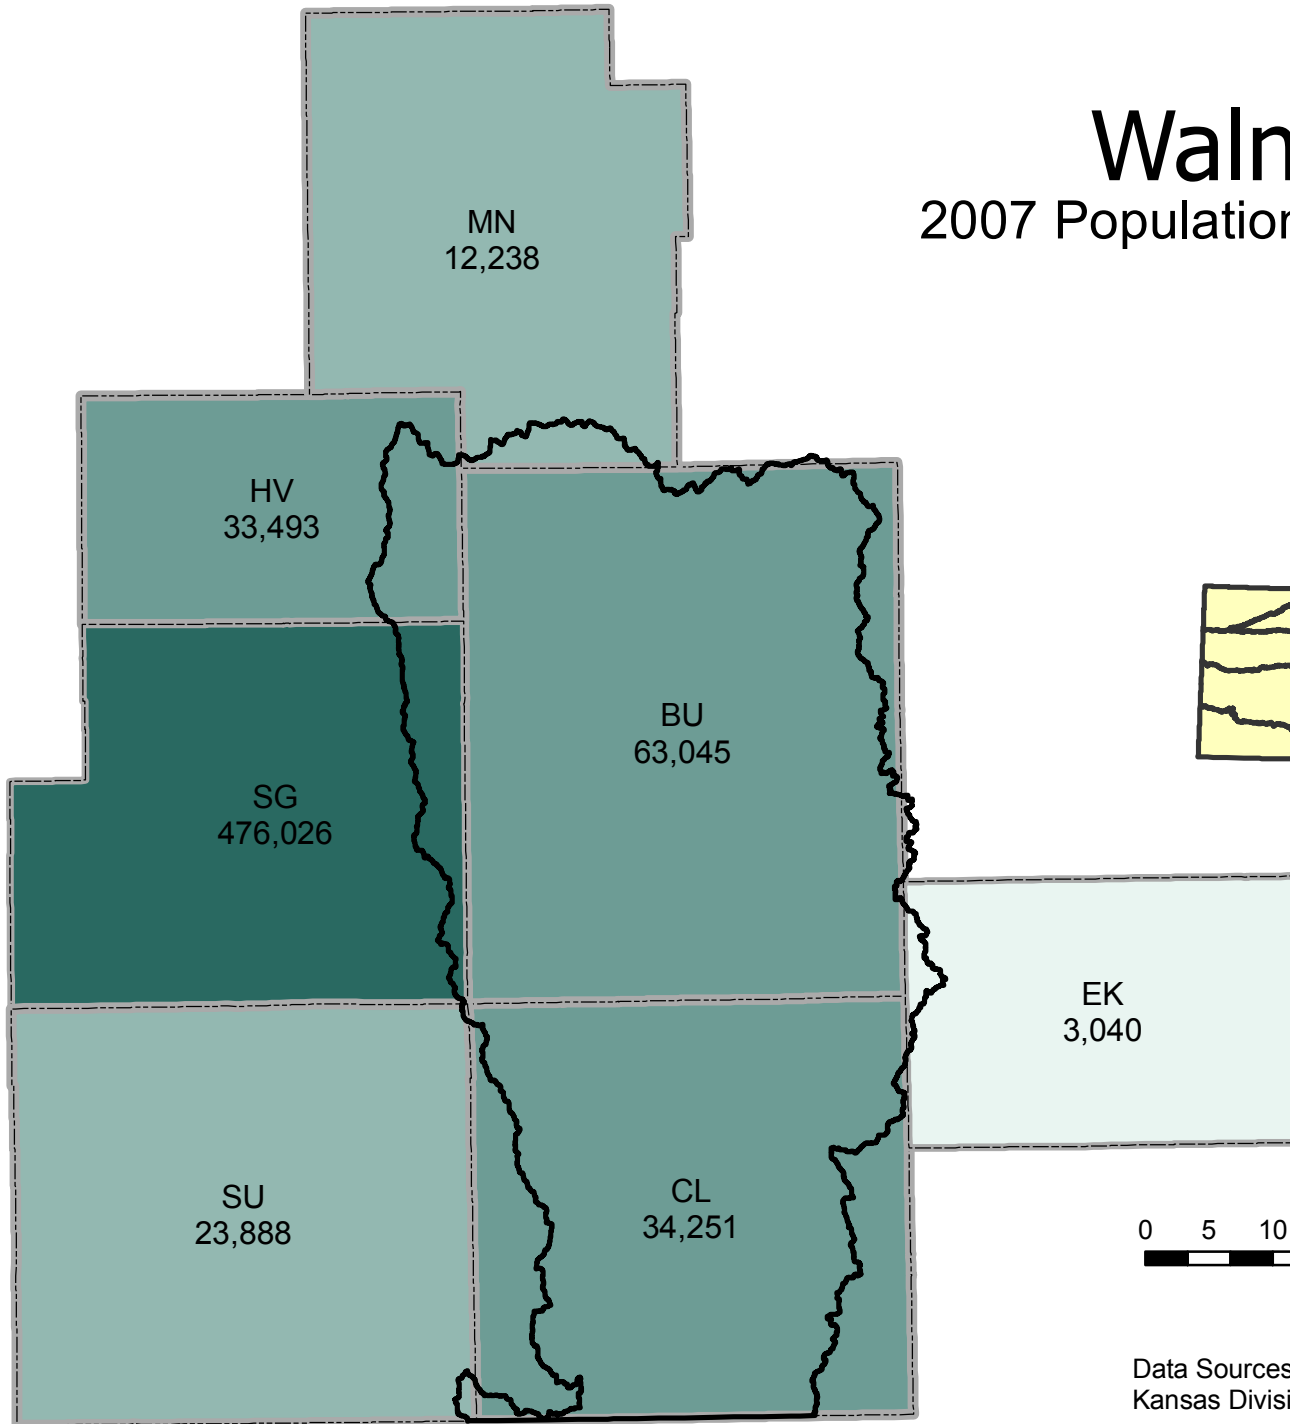 Waln
2007 Population
MN
12,238
HV
33,493
BU
63,045
SG
476,026
EK
3,040
SU
23,888
CL
34,251
0 5 10
Data Sources
Kansas Divisi